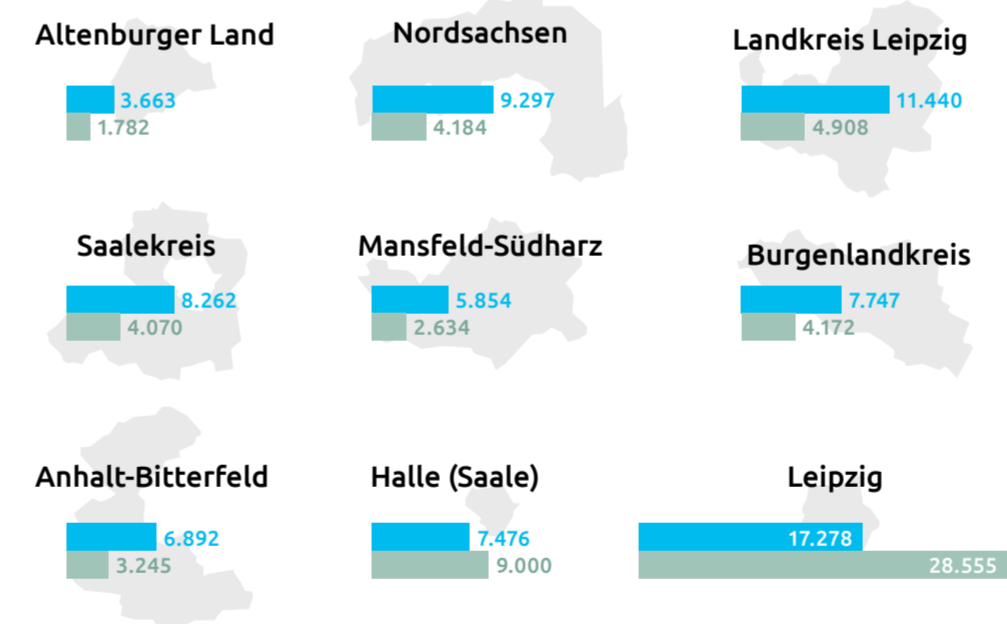 Altenburger Land
3.663
1.782
Nordsachsen
9.297
4.184
Landkreis Leipzig
11.440
4.908
Saalekreis
8.262
4.070
Mansfeld-Südharz
5.854
2.634
Burgenlandkreis
7.747
4.172
Anhalt-Bitterfeld
6.892
3.245
Halle (Saale)
7.476
9.000
Leipzig
17.278
28.555